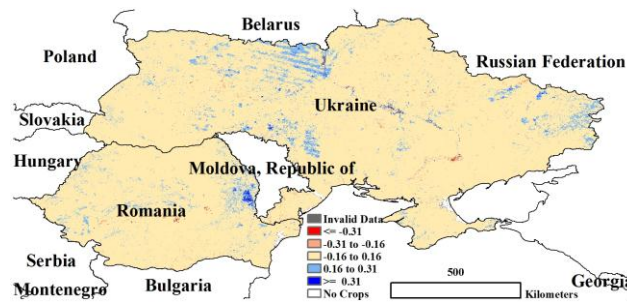 Belarus
Poland
Russian Federation
Ukraine
Slovakia
Hungary
Moldova, Republic of
Romania
Serbia
Montenegro
Bulgaria
Georgia
Invalid Data
<= -0.31
-0.31 to -0.16
-0.16 to 0.16
0.16 to 0.31
>= 0.31
No Crops
500
Kilometers